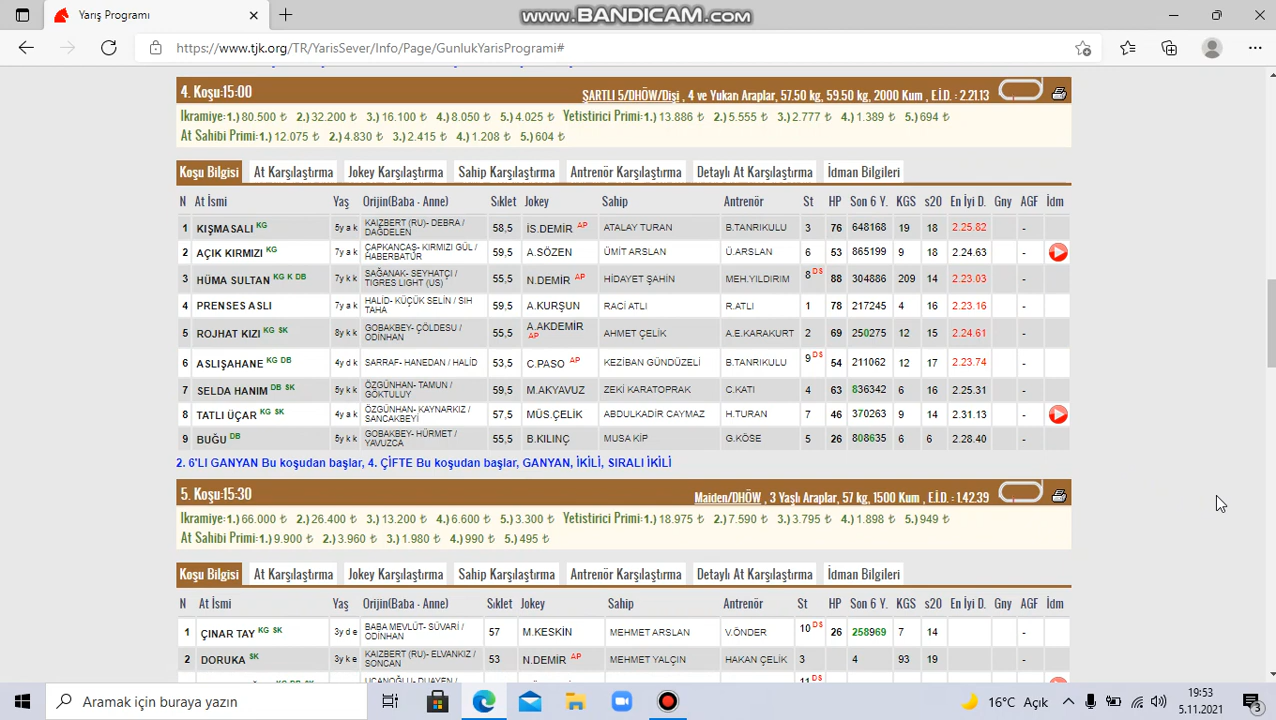 Yarış Programı
www.BANDICAM.com
https://www.tjk.org/TR/YarisSever/Info/Page/GunlukYarisProgrami#
4. Koşu:15:00 ŞARTLI 5/DHÖW/Dişi , 4 ve Yukarı Araplar, 57.50 kg, 59.50 kg, 2000 Kum , E.İ.D. : 2.21.13
Ikramiye:1.) 80.500 ₺ 2.) 32.200 ₺ 3.) 16.100 ₺ 4.) 8.050 ₺ 5.) 4.025 ₺ Yetistirici Primi:1.) 13.886 ₺ 2.) 5.555 ₺ 3.) 2.777 ₺ 4.) 1.389 ₺ 5.) 694 ₺
At Sahibi Primi:1.) 12.075 ₺ 2.) 4.830 ₺ 3.) 2.415 ₺ 4.) 1.208 ₺ 5.) 604 ₺
Koşu Bilgisi At Karşılaştırma Jokey Karşılaştırma Sahip Karşılaştırma Antrenör Karşılaştırma Detaylı At Karşılaştırma İdman Bilgileri
N At İsmi Yaş Orijin(Baba - Anne) Sıklet Jokey Sahip Antrenör St HP Son 6 Y. KGS s20 En İyi D. Gny AGF İdm
1 KIŞMASALI KG 5y a k KAIZBERT (RU)- DEBRA / DAĞDELEN 58,5 İS.DEMİR AP ATALAY TURAN B.TANRIKULU 3 76 648168 19 18 2.25.82 -
2 AÇIK KIRMIZI KG 7y a k ÇAPKANCAŞ- KIRMIZI GÜL / HABERBATUR 59,5 A.SÖZEN ÜMİT ARSLAN Ü.ARSLAN 6 53 865199 9 18 2.24.63 -
3 HÜMA SULTAN KG K DB 7y k k SAĞANAK- SEYHATÇI / TIGRES LIGHT (US) 55,5 N.DEMİR AP HİDAYET ŞAHİN MEH.YILDIRIM 8 DS 88 304886 209 14 2.23.03 -
4 PRENSES ASLI 7y a k HALİD- KÜÇÜK SELİN / SIH TAHA 55,5 A.KURŞUN RACİ ATLI R.ATLI 1 78 217245 4 16 2.23.16 -
5 ROJHAT KIZI KG SK 8y k k GOBAKBEY- ÇÖLDESU / ODİNHAN 55,5 A.AKDEMİR AP AHMET ÇELİK A.E.KARAKURT 2 69 250275 12 15 2.24.61 -
6 ASLIŞAHANE KG DB 4y d k SARRAF- HANEDAN / HALİD 53,5 C.PASO AP KEZİBAN GÜNDÜZELİ B.TANRIKULU 9 DS 54 211062 12 17 2.23.74 -
7 SELDA HANIM DB SK 5y k k ÖZGÜNHAN- TAMUN / GÖKTULUY 59,5 M.AKYAVUZ ZEKİ KARATOPRAK C.KATI 4 63 836342 6 16 2.25.31 -
8 TATLI ÜÇAR KG SK 4y a k ÖZGÜNHAN- KAYNARKIZ / SANCAKBEYİ 57,5 MÜS.ÇELİK ABDULKADİR CAYMAZ H.TURAN 7 46 370263 9 14 2.31.13 -
9 BUĞU DB 5y k k GOBAKBEY- HÜRMET / YAVUZCA 55,5 B.KILINÇ MUSA KİP G.KÖSE 5 26 808635 6 6 2.28.40 -
2. 6'LI GANYAN Bu koşudan başlar, 4. ÇİFTE Bu koşudan başlar, GANYAN, İKİLİ, SIRALI İKİLİ
5. Koşu:15:30 Maiden/DHÖW , 3 Yaşlı Araplar, 57 kg, 1500 Kum , E.İ.D. : 1.42.39
Ikramiye:1.) 66.000 ₺ 2.) 26.400 ₺ 3.) 13.200 ₺ 4.) 6.600 ₺ 5.) 3.300 ₺ Yetistirici Primi:1.) 18.975 ₺ 2.) 7.590 ₺ 3.) 3.795 ₺ 4.) 1.898 ₺ 5.) 949 ₺
At Sahibi Primi:1.) 9.900 ₺ 2.) 3.960 ₺ 3.) 1.980 ₺ 4.) 990 ₺ 5.) 495 ₺
Koşu Bilgisi At Karşılaştırma Jokey Karşılaştırma Sahip Karşılaştırma Antrenör Karşılaştırma Detaylı At Karşılaştırma İdman Bilgileri
N At İsmi Yaş Orijin(Baba - Anne) Sıklet Jokey Sahip Antrenör St HP Son 6 Y. KGS s20 En İyi D. Gny AGF İdm
1 ÇINAR TAY KG SK 3y d e BABA MEVLÜT- SÜVARİ / ODİNHAN 57 M.KESKİN MEHMET ARSLAN V.ÖNDER 10 DS 26 258969 7 14 -
2 DORUKA SK 3y k e KAIZBERT (RU)- ELVANKIZ / SONCAN 53 N.DEMİR AP MEHMET YALÇIN HAKAN ÇELİK 3 4 93 19 -
Aramak için buraya yazın
16°C Açık
19:53
5.11.2021
3